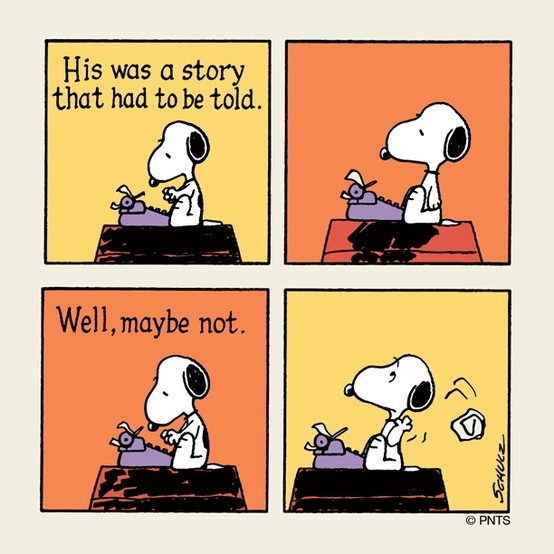 His was a story
that had to be told.
Well, maybe not.
SCHULZ
© PNTS